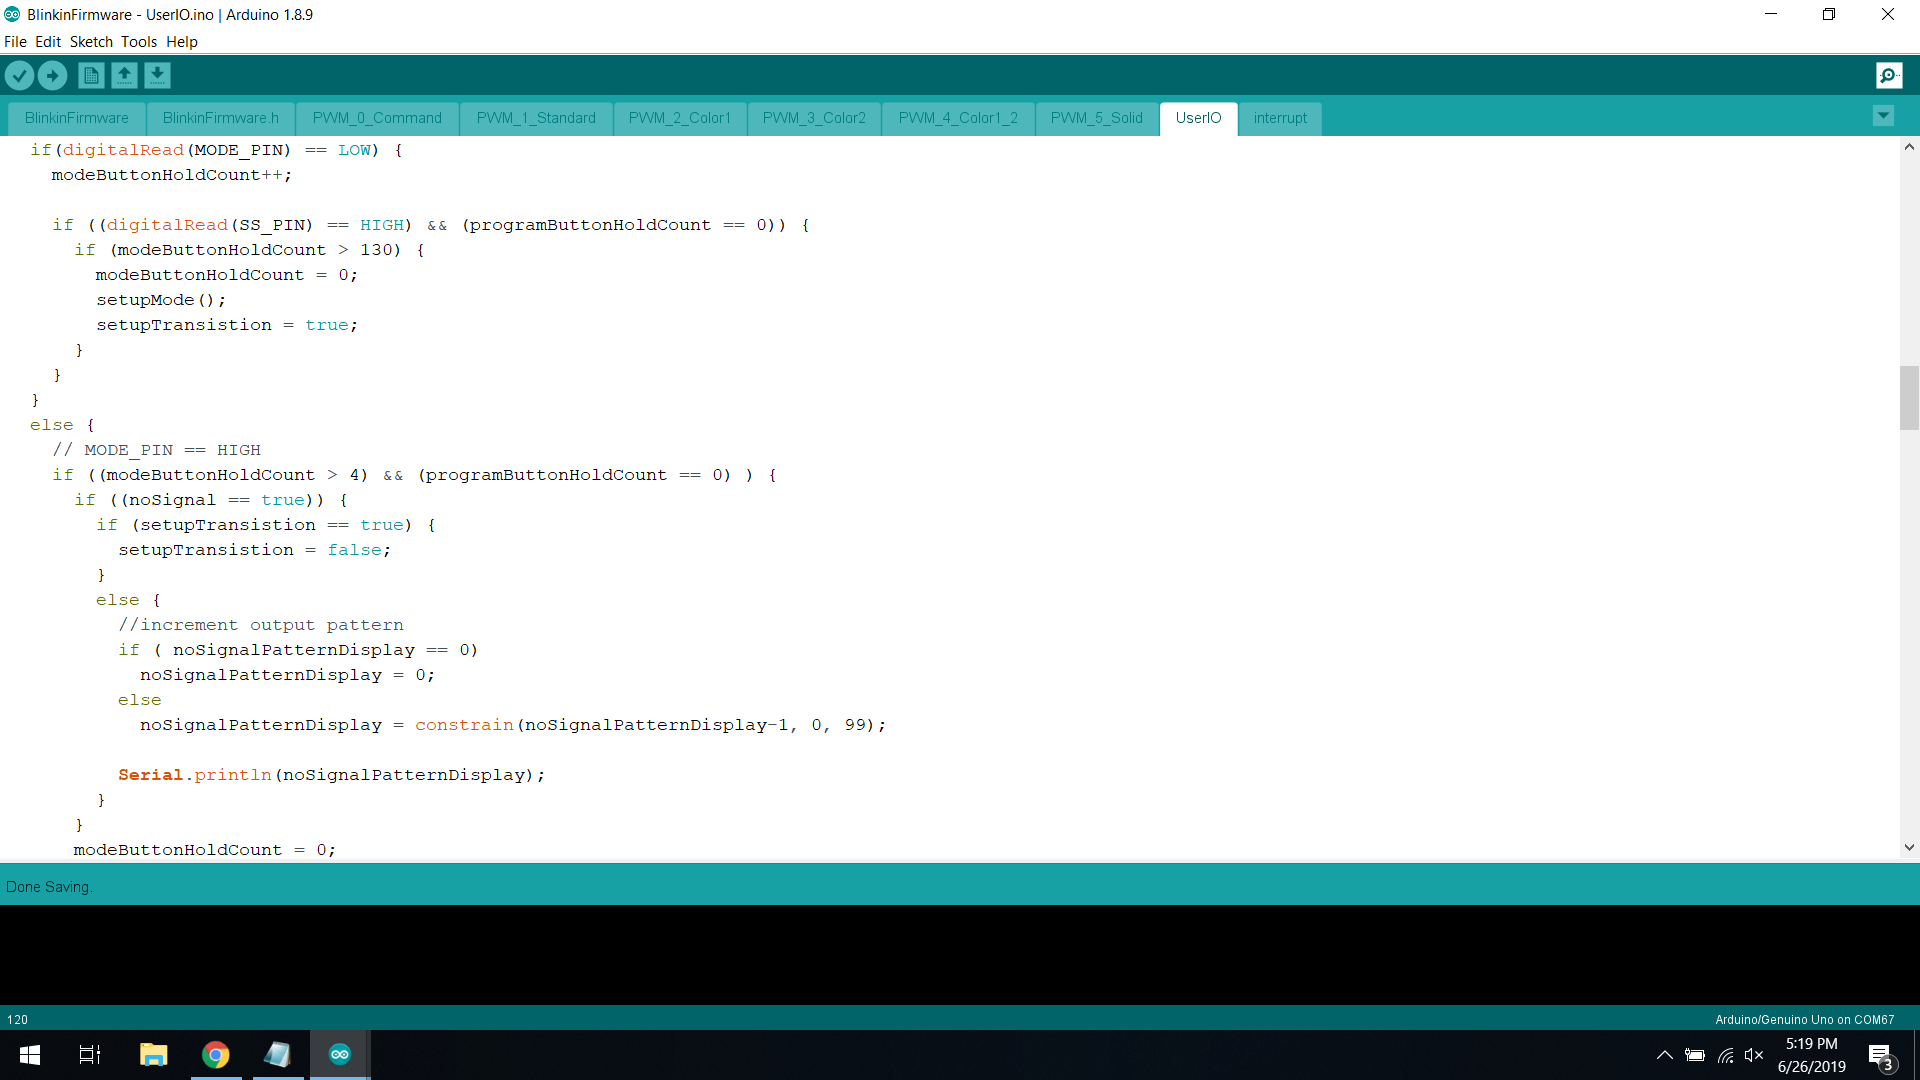 BlinkinFirmware - UserIO.ino | Arduino 1.8.9
File Edit Sketch Tools Help
BlinkinFirmware BlinkinFirmware.h PWM_0_Command PWM_1_Standard PWM_2_Color1 PWM_3_Color2 PWM_4_Color1_2 PWM_5_Solid UserIO interrupt
if(digitalRead(MODE_PIN) == LOW) {
modeButtonHoldCount++;
if ((digitalRead(SS_PIN) == HIGH) && (programButtonHoldCount == 0)) {
if (modeButtonHoldCount > 130) {
modeButtonHoldCount = 0;
setupMode();
setupTransistion = true;
}
}
}
else {
// MODE_PIN == HIGH
if ((modeButtonHoldCount > 4) && (programButtonHoldCount == 0) ) {
if ((noSignal == true)) {
if (setupTransistion == true) {
setupTransistion = false;
}
else {
//increment output pattern
if ( noSignalPatternDisplay == 0)
noSignalPatternDisplay = 0;
else
noSignalPatternDisplay = constrain(noSignalPatternDisplay-1, 0, 99);
Serial.println(noSignalPatternDisplay);
}
}
modeButtonHoldCount = 0;
Done Saving.
120 Arduino/Genuino Uno on COM67
5:19 PM
6/26/2019
3